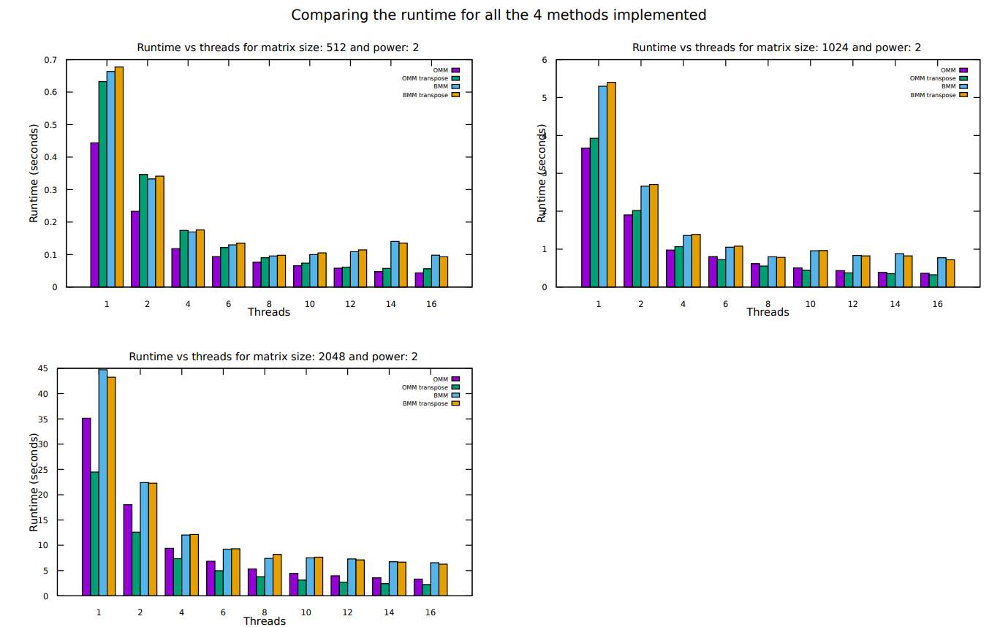 Comparing the runtime for all the 4 methods implemented
Runtime vs threads for matrix size: 512 and power: 2
OMM
OMM transpose
BMM
BMM transpose
Runtime (seconds)
0.7
0.6
0.5
0.4
0.3
0.2
0.1
0
1 2 4 6 8 10 12 14 16
Threads
Runtime vs threads for matrix size: 1024 and power: 2
OMM
OMM transpose
BMM
BMM transpose
Runtime (seconds)
6
5
4
3
2
1
0
1 2 4 6 8 10 12 14 16
Threads
Runtime vs threads for matrix size: 2048 and power: 2
OMM
OMM transpose
BMM
BMM transpose
Runtime (seconds)
45
40
35
30
25
20
15
10
5
0
1 2 4 6 8 10 12 14 16
Threads